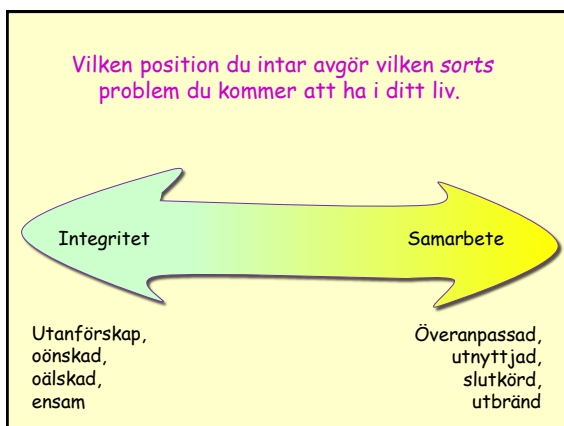 Vilken position du intar avgör vilken sorts
problem du kommer att ha i ditt liv.
Integritet
Samarbete
Utanförskap,
oönskad,
oälskad,
ensam
Överanpassad,
utnyttjad,
slutkörd,
utbränd